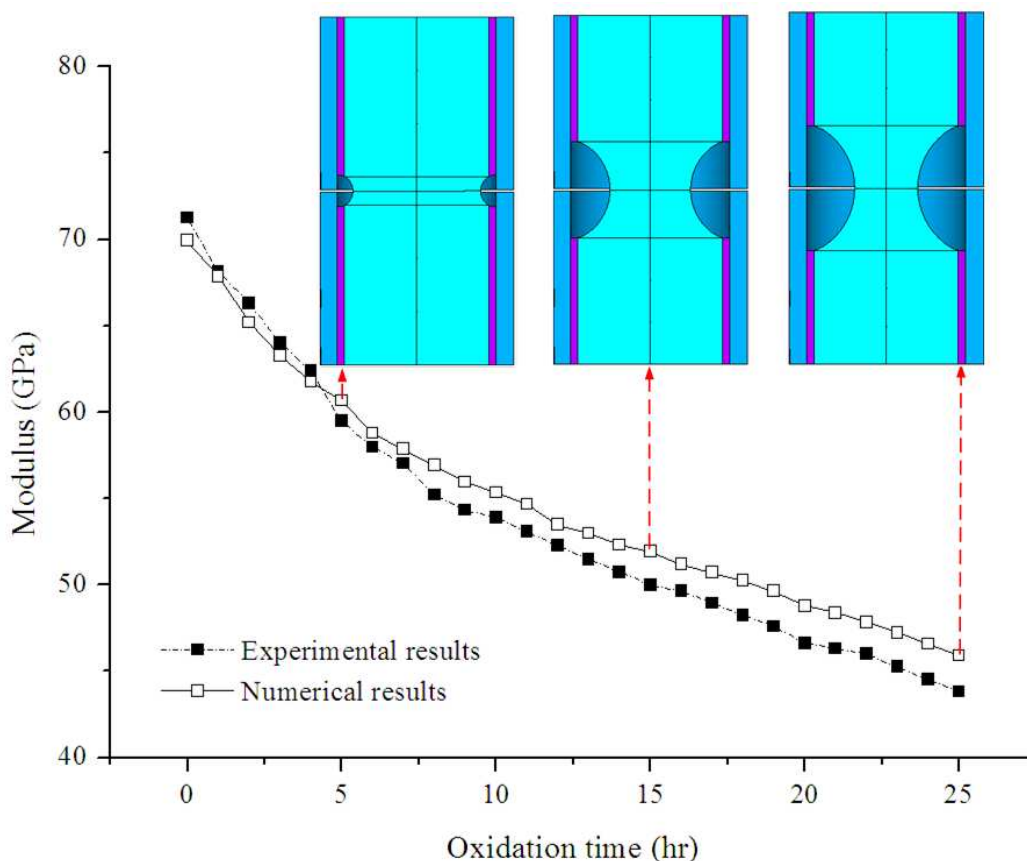 80
70
60
50
40
Modulus (GPa)
Experimental results
Numerical results
0 5 10 15 20 25
Oxidation time (hr)